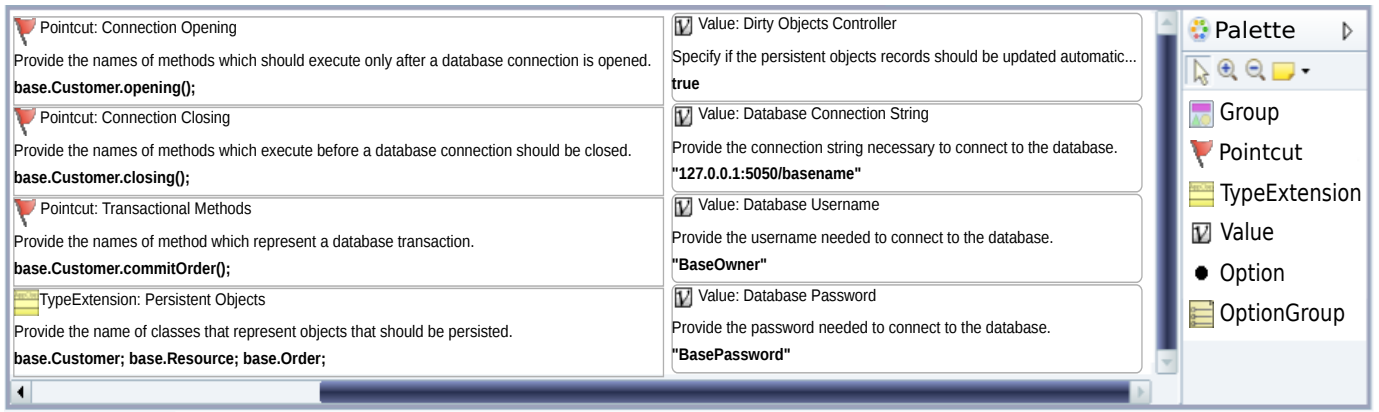 Pointcut: Connection Opening
Provide the names of methods which should execute only after a database connection is opened.
base.Customer.opening();
Pointcut: Connection Closing
Provide the names of methods which execute before a database connection should be closed.
base.Customer.closing();
Pointcut: Transactional Methods
Provide the names of method which represent a database transaction.
base.Customer.commitOrder();
TypeExtension: Persistent Objects
Provide the name of classes that represent objects that should be persisted.
base.Customer; base.Resource; base.Order;
Value: Dirty Objects Controller
Specify if the persistent objects records should be updated automatic...
true
Value: Database Connection String
Provide the connection string necessary to connect to the database.
"127.0.0.1:5050/basename"
Value: Database Username
Provide the username needed to connect to the database.
"BaseOwner"
Value: Database Password
Provide the password needed to connect to the database.
"BasePassword"
Palette
Group
Pointcut
TypeExtension
Value
Option
OptionGroup